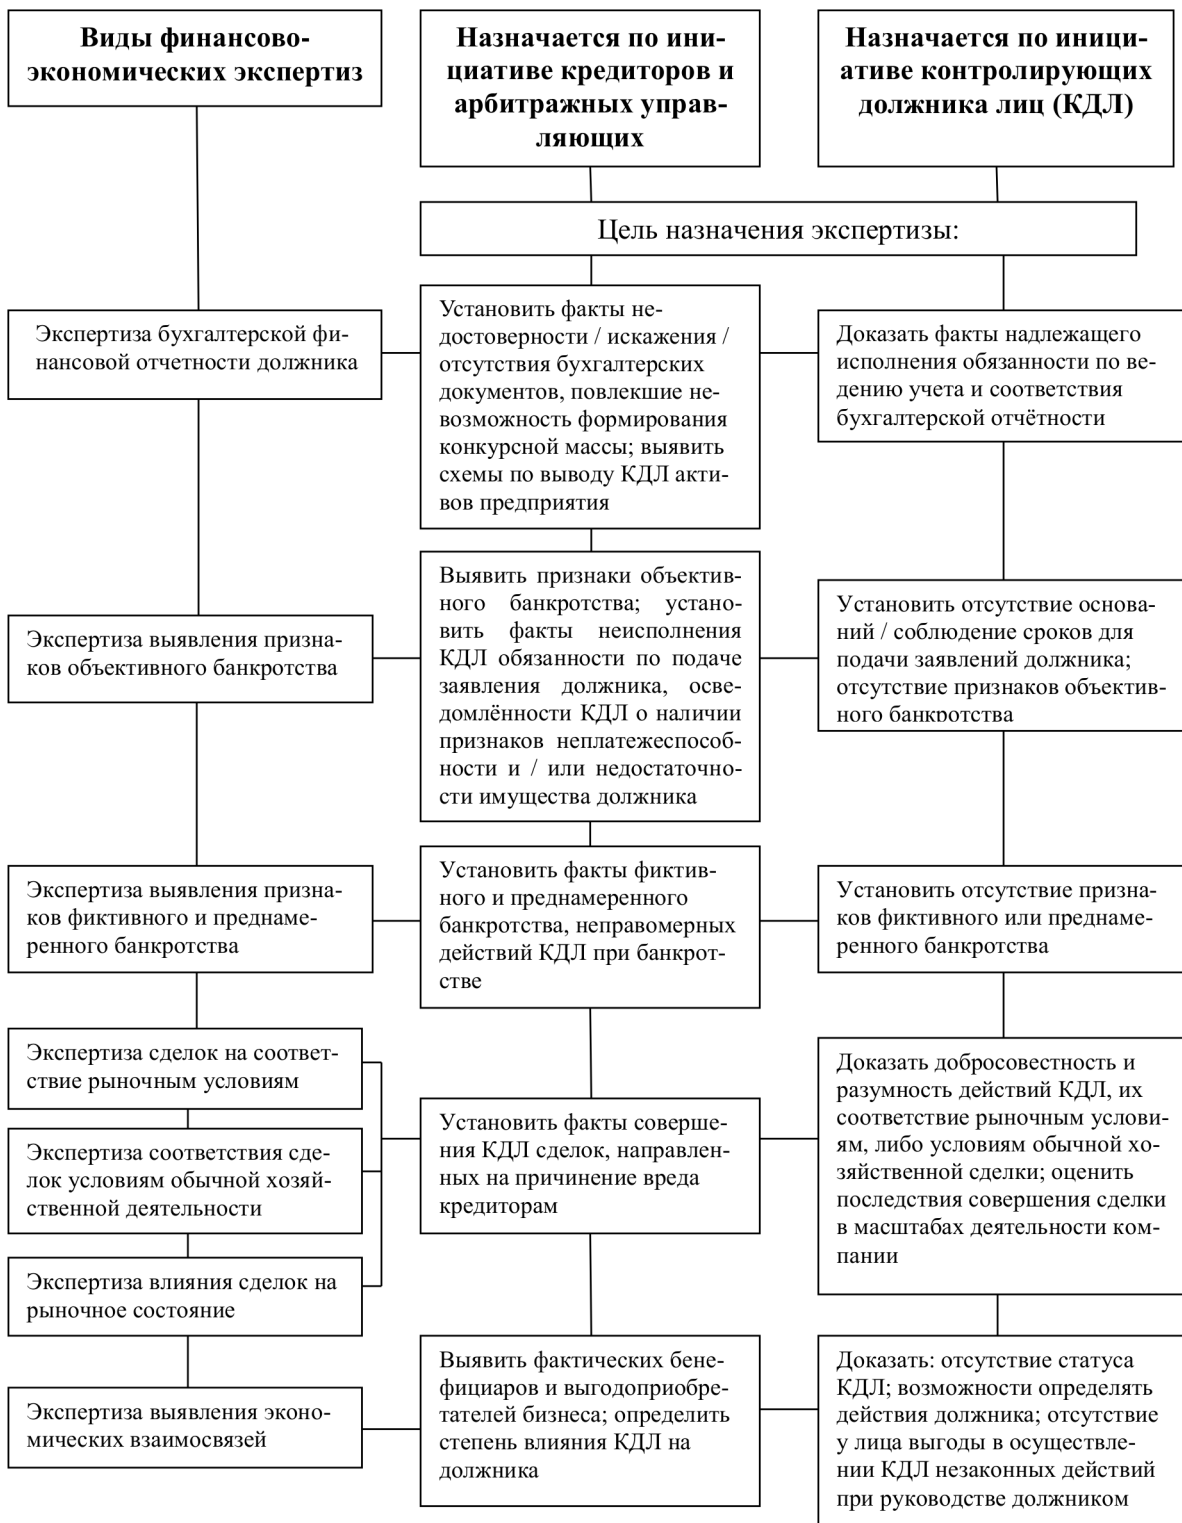 Виды финансово-
экономических экспертиз
Назначается по ини-
циативе кредиторов и
арбитражных управ-
ляющих
Назначается по иници-
ативе контролирующих
должника лиц (КДЛ)
Цель назначения экспертизы:
Экспертиза бухгалтерской фи-
нансовой отчетности должника
Установить факты не-
достоверности / искажения /
отсутствия бухгалтерских
документов, повлекшие не-
возможность формирования
конкурсной массы; выявить
схемы по выводу КДЛ акти-
вов предприятия
Доказать факты надлежащего
исполнения обязанности по ве-
дению учета и соответствия
бухгалтерской отчётности
Экспертиза выявления призна-
ков объективного банкротства
Выявить признаки объектив-
ного банкротства; устано-
вить факты неисполнения
КДЛ обязанности по подаче
заявления должника, осве-
домлённости КДЛ о наличии
признаков неплатежеспособ-
ности и / или недостаточно-
сти имущества должника
Установить отсутствие основа-
ний / соблюдение сроков для
подачи заявлений должника;
отсутствие признаков объектив-
ного банкротства
Экспертиза выявления призна-
ков фиктивного и преднаме-
ренного банкротства
Установить факты фиктив-
ного и преднамеренного
банкротства, неправомерных
действий КДЛ при банкрот-
стве
Установить отсутствие призна-
ков фиктивного или преднаме-
ренного банкротства
Экспертиза сделок на соответ-
ствие рыночным условиям
Экспертиза соответствия сде-
лок условиям обычной хозяй-
ственной деятельности
Экспертиза влияния сделок на
рыночное состояние
Установить факты соверше-
ния КДЛ сделок, направлен-
ных на причинение вреда
кредиторам
Доказать добросовестность и
разумность действий КДЛ, их
соответствие рыночным услови-
ям, либо условиям обычной хо-
зяйственной сделки; оценить
последствия совершения сделки
в масштабах деятельности ком-
пании
Экспертиза выявления эконо-
мических взаимосвязей
Выявить фактических бене-
фициаров и выгодоприобре-
тателей бизнеса; определить
степень влияния КДЛ на
должника
Доказать: отсутствие статуса
КДЛ; возможности определять
действия должника; отсутствие
у лица выгоды в осуществле-
нии КДЛ незаконных действий
при руководстве должником